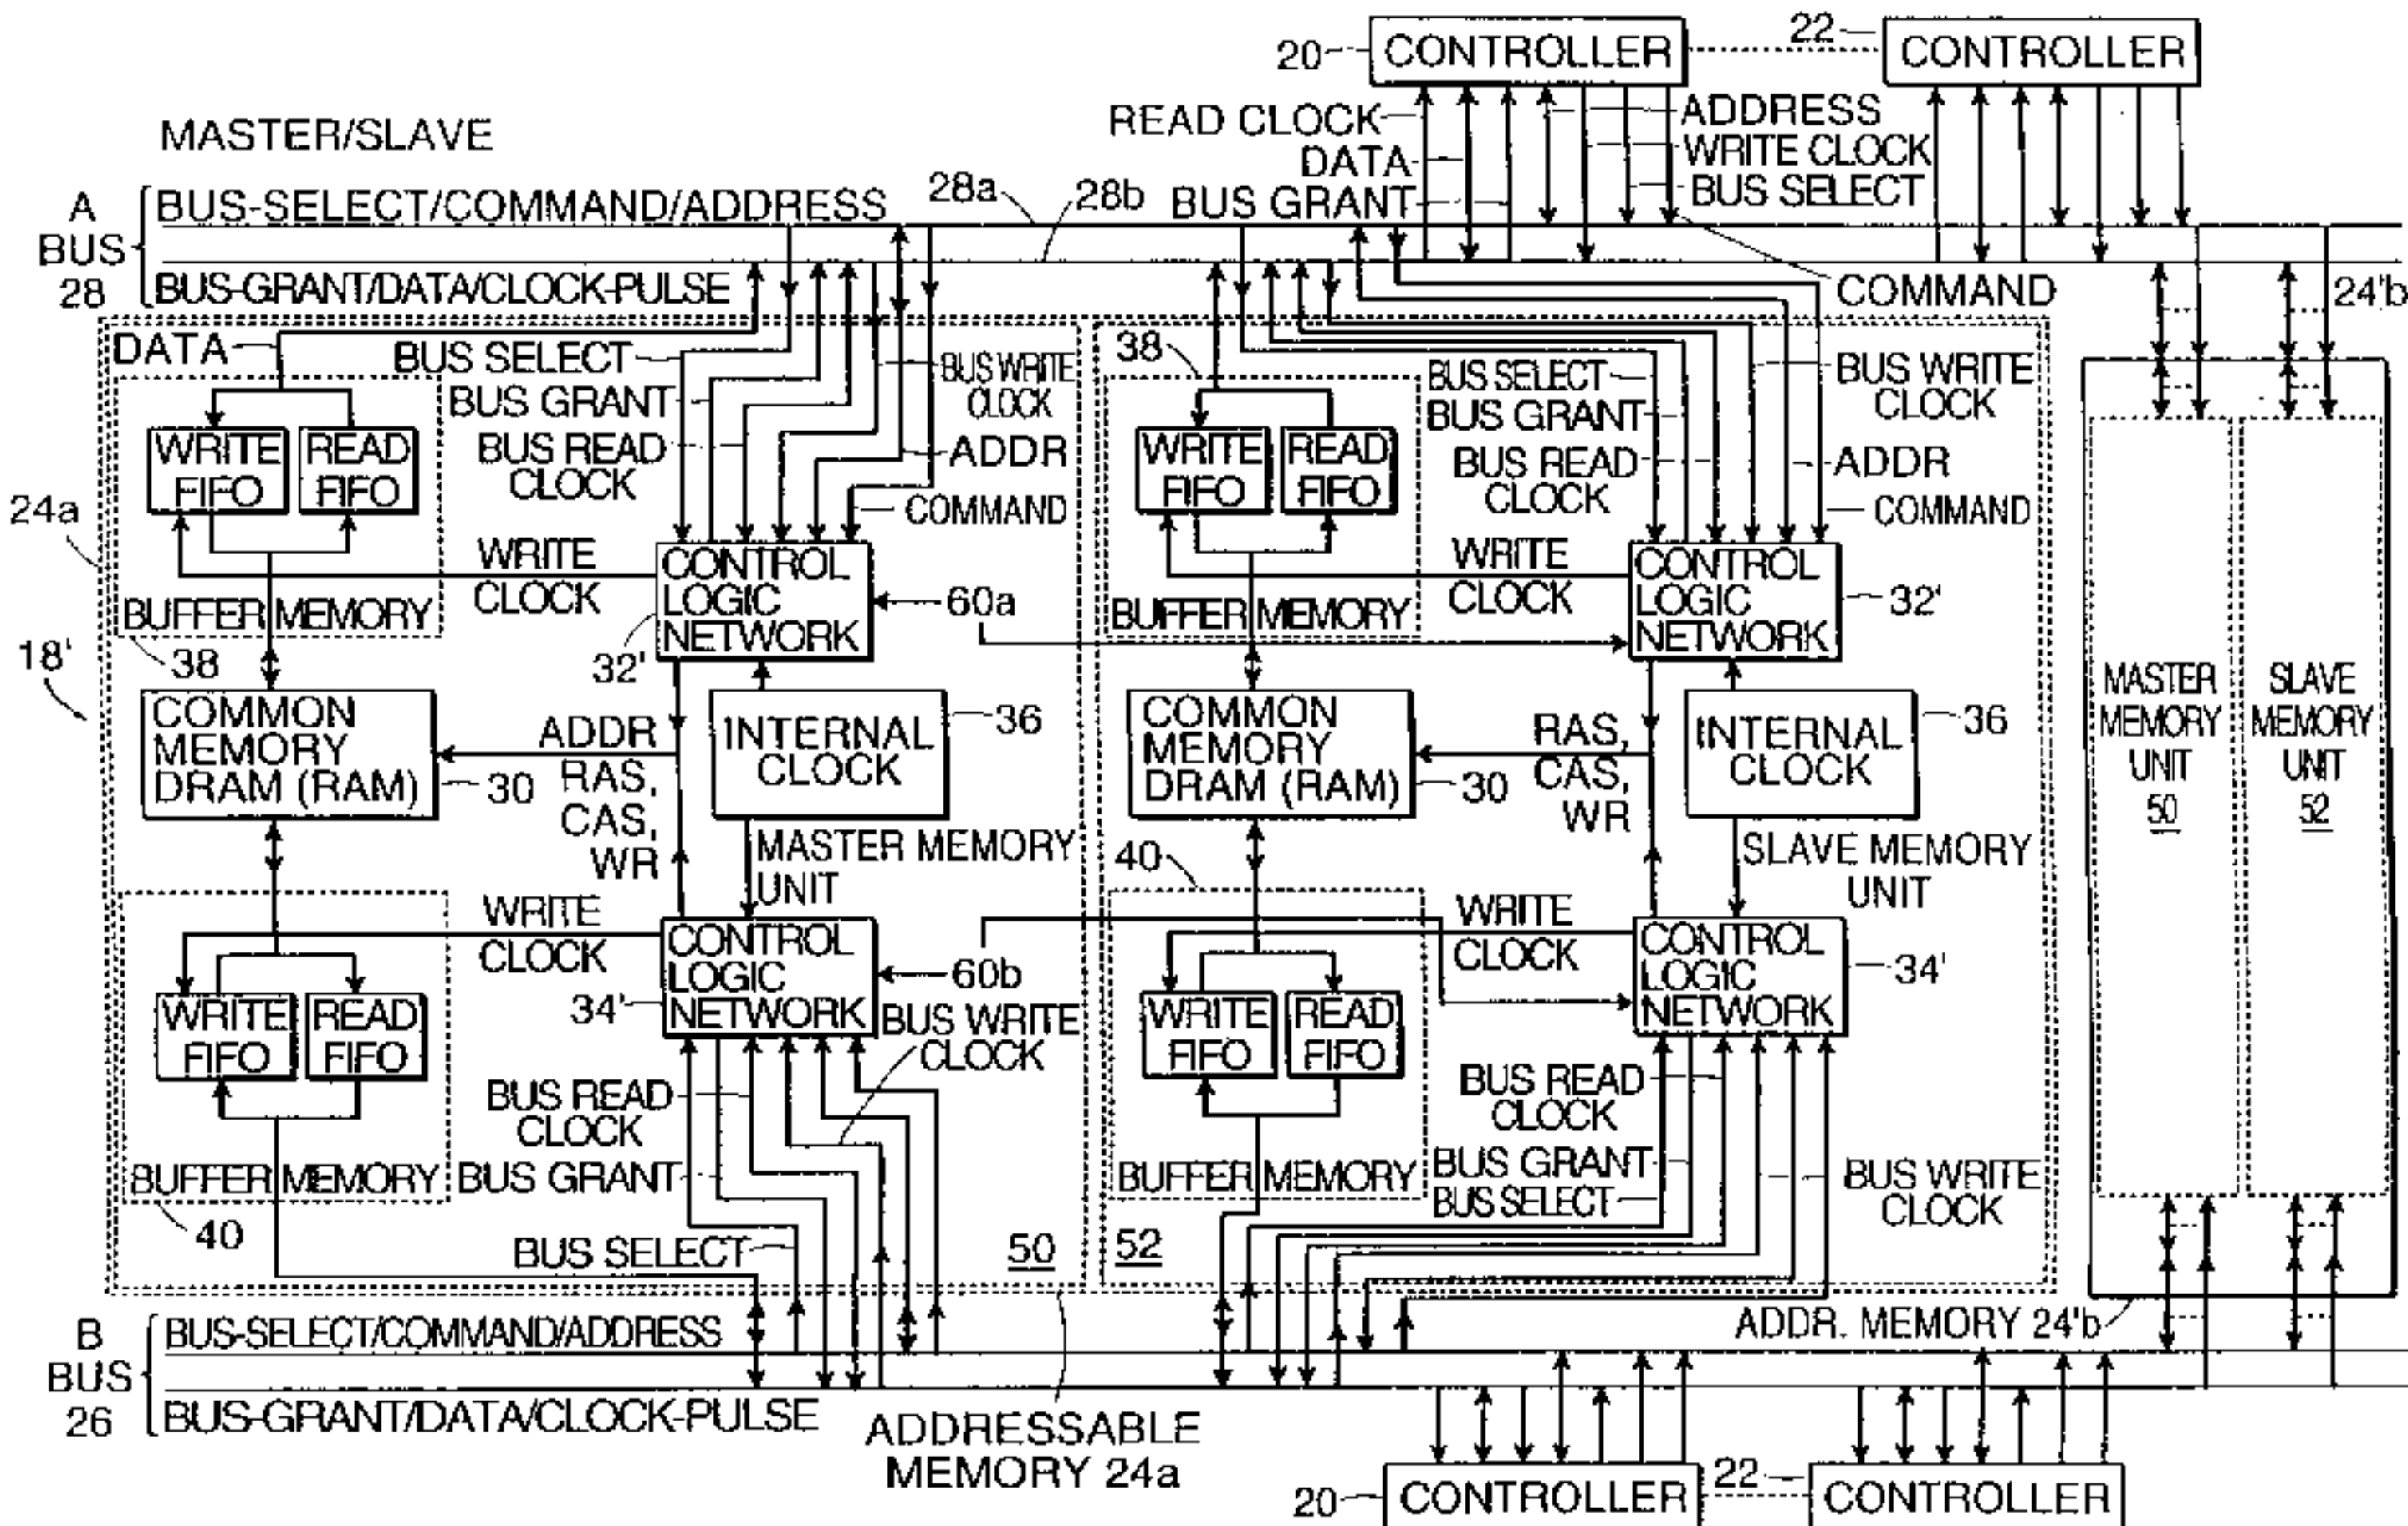 20 CONTROLLER 22 CONTROLLER
MASTER/SLAVE
READ CLOCK ADDRESS
DATA WRITE CLOCK
BUS GRANT BUS SELECT
A
BUS
28
BUS-SELECT/COMMAND/ADDRESS 28a
28b
BUS-GRANT/DATA/CLOCK-PULSE
COMMAND
24'b
DATA
BUS SELECT
BUS GRANT
BUS READ
CLOCK
BUS WRITE
CLOCK
ADDR
COMMAND
WRITE
FIFO
READ
FIFO
24a
WRITE
CLOCK
BUFFER MEMORY
38
CONTROL
LOGIC
NETWORK
32'
60a
18'
COMMON
MEMORY
DRAM (RAM)
30
ADDR
RAS,
CAS,
WR
INTERNAL
CLOCK
36
MASTER MEMORY
UNIT
WRITE
CLOCK
CONTROL
LOGIC
NETWORK
34'
60b
WRITE
FIFO
READ
FIFO
BUS WRITE
CLOCK
BUS READ
CLOCK
BUFFER MEMORY
40
BUS GRANT
BUS SELECT
50
38
BUS SELECT
BUS GRANT
BUS READ
CLOCK
BUS WRITE
CLOCK
ADDR
COMMAND
WRITE
FIFO
READ
FIFO
WRITE
CLOCK
BUFFER MEMORY
CONTROL
LOGIC
NETWORK
32'
COMMON
MEMORY
DRAM (RAM)
30
RAS,
CAS,
WR
INTERNAL
CLOCK
36
SLAVE MEMORY
UNIT
40
WRITE
CLOCK
CONTROL
LOGIC
NETWORK
34'
WRITE
FIFO
READ
FIFO
BUS READ
CLOCK
BUFFER MEMORY
BUS GRANT
BUS SELECT
BUS WRITE
CLOCK
52
MASTER
MEMORY
UNIT
50
SLAVE
MEMORY
UNIT
52
ADDR. MEMORY 24'b
B
BUS
26
BUS-SELECT/COMMAND/ADDRESS
BUS-GRANT/DATA/CLOCK-PULSE
ADDRESSABLE
MEMORY 24a
20 CONTROLLER 22 CONTROLLER